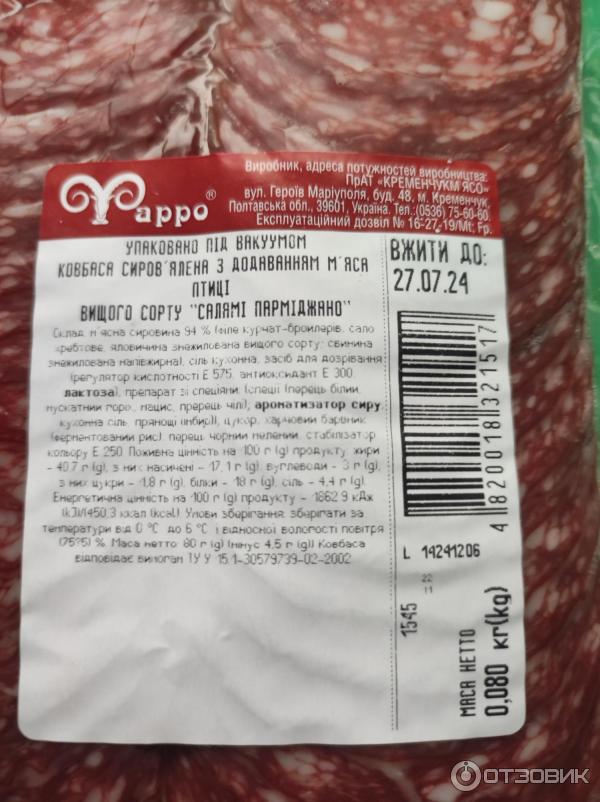 Фаррo®
Виробник, адреса потужностей виробництва:
ПрАТ «КРЕМЕНЧУКМ ЯСО»
вул. Героїв Маріуполя, буд. 48, м. Кременчук,
Полтавська обл., 39601, Україна. Тел.:(0536) 75-60-60
Експлуатаційний дозвіл № 16-27-19/Mt; Fp.
УПАКОВАНО ПІД ВАКУУМОМ
КОВБАСА СИРОВ'ЯЛЕНА З ДОДАВАННЯМ М'ЯСА
ПТИЦІ
ВИЩОГО СОРТУ "САЛЯМІ ПАРМІДЖАНО"
Склад: м'ясна сировина 94 % (філе курчат-бройлерів, сало
хребтове, яловичина знежилована вищого сорту, свинина
знежилована напівжирна), сіль кухонна, засіб для дозрівання
(регулятор кислотності Е 575, антиоксидант Е 300,
лактоза), препарат зі спеціями (спеції (перець білий,
мускатний горіх, мацис, перець чілі), ароматизатор сиру,
кухонна сіль, прянощі (імбир)), цукор, харчовий барвник
(ферментований рис), перець чорний мелений, стабілізатор
кольору Е 250. Поживна цінність на 100 г (g) продукту: жири
- 40,7 г (g), з них насичені - 17,1 г (g), вуглеводи - 3 г (g),
з них цукри - 1,8 г (g), білки - 18 г (g), сіль - 4,4 г (g).
Енергетична цінність на 100 г (g) продукту - 1862,9 кДж
(kJ)/450,3 ккал (kcal). Умови зберігання: зберігати за
температури від 0 °С до 6 °С і відносної вологості повітря
(75?5) %. Маса нетто: 80 г (g) (мінус 4,5 г (g)) Ковбаса
відповідає вимогам ТУ У 15.1-30579739-02-2002
ВЖИТИ ДО:
27.07.24
4 820018 321517
L 14241206
1545
22
11
МАСА НЕТТО
0,080 кг(kg)
ОТЗОВИК